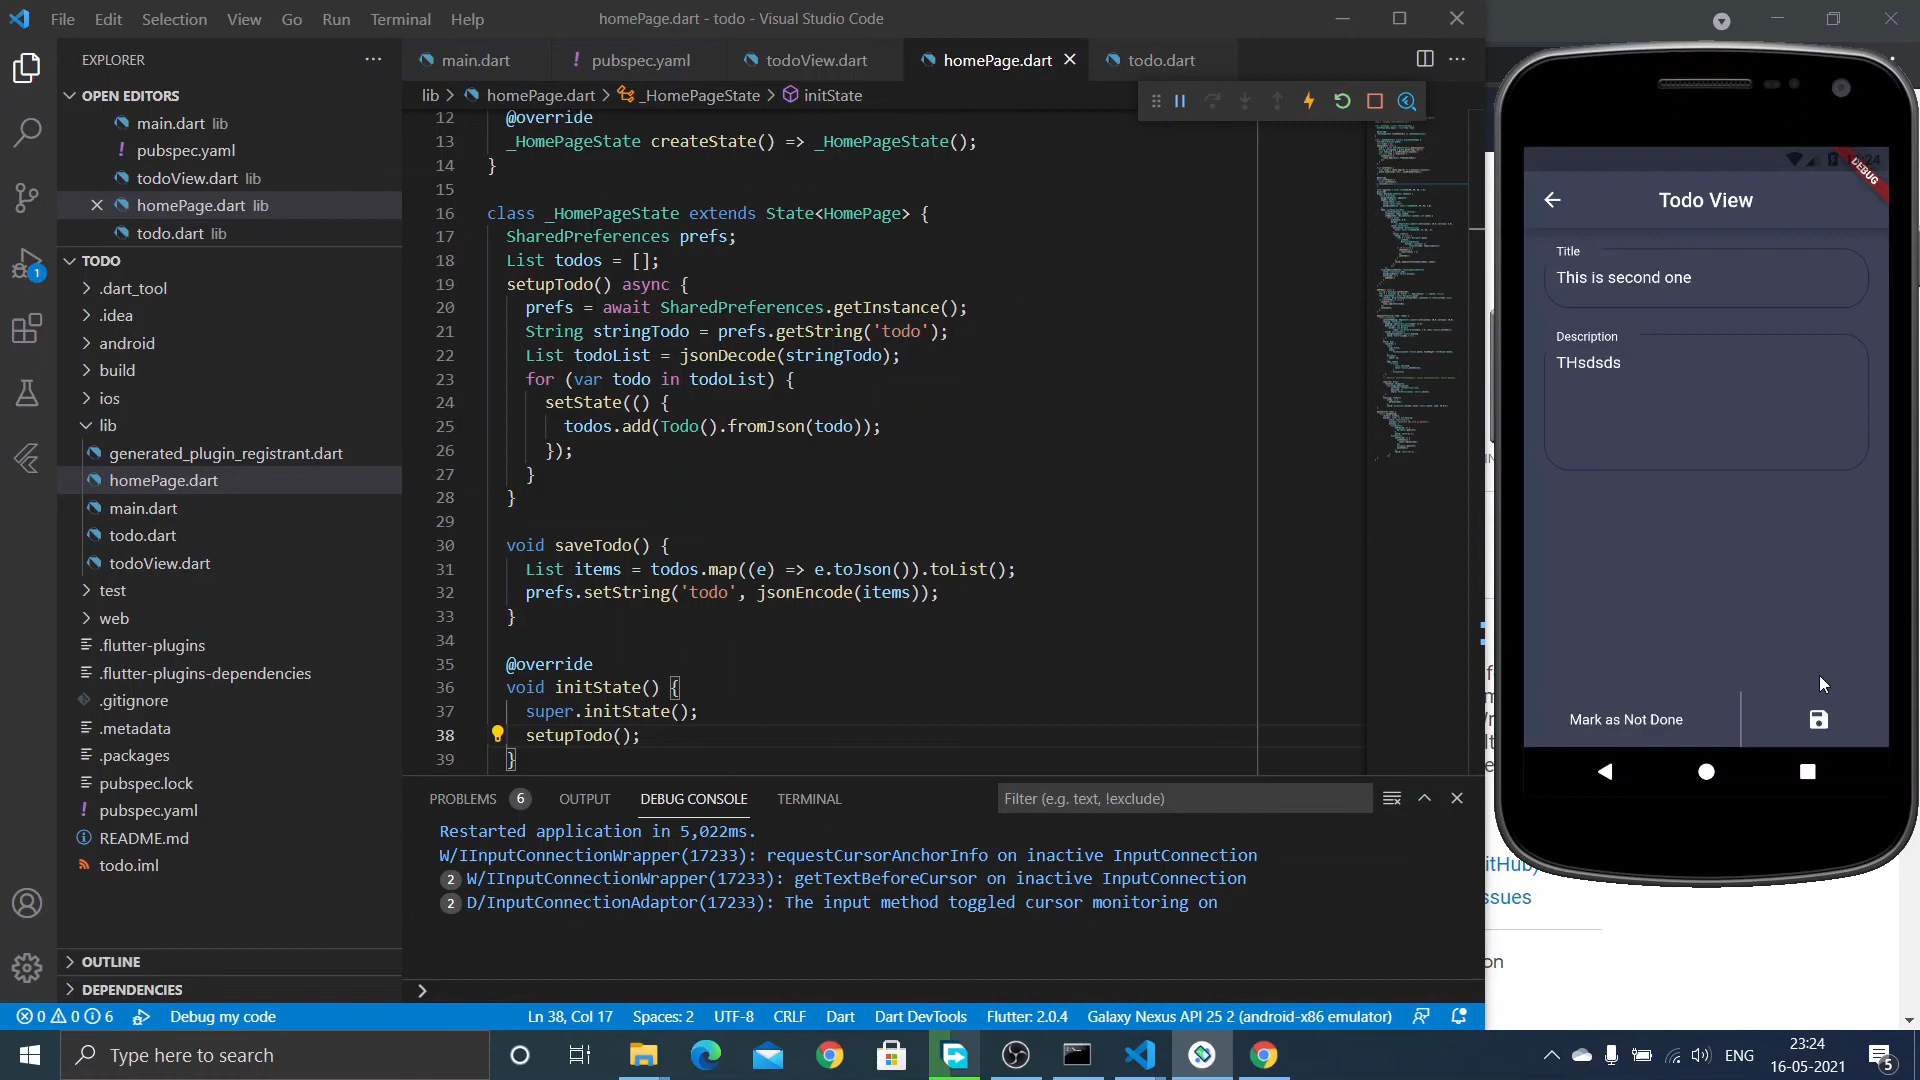 File Edit Selection View Go Run Terminal Help
homePage.dart - todo - Visual Studio Code
EXPLORER
OPEN EDITORS
main.dart lib
! pubspec.yaml
todoView.dart lib
homePage.dart lib
todo.dart lib
TODO
.dart_tool
.idea
android
build
ios
lib
generated_plugin_registrant.dart
homePage.dart
main.dart
todo.dart
todoView.dart
test
web
.flutter-plugins
.flutter-plugins-dependencies
.gitignore
.metadata
.packages
pubspec.lock
! pubspec.yaml
README.md
todo.iml
OUTLINE
DEPENDENCIES
1
main.dart ! pubspec.yaml todoView.dart homePage.dart todo.dart
lib > homePage.dart > _HomePageState > initState
12 @override
13 _HomePageState createState() => _HomePageState();
14 }
15
16 class _HomePageState extends State<HomePage> {
17 SharedPreferences prefs;
18 List todos = [];
19 setupTodo() async {
20 prefs = await SharedPreferences.getInstance();
21 String stringTodo = prefs.getString('todo');
22 List todoList = jsonDecode(stringTodo);
23 for (var todo in todoList) {
24 setState(() {
25 todos.add(Todo().fromJson(todo));
26 });
27 }
28 }
29
30 void saveTodo() {
31 List items = todos.map((e) => e.toJson()).toList();
32 prefs.setString('todo', jsonEncode(items));
33 }
34
35 @override
36 void initState() {
37 super.initState();
38 setupTodo();
39 }
PROBLEMS 6 OUTPUT DEBUG CONSOLE TERMINAL
Filter (e.g. text, !exclude)
Restarted application in 5,022ms.
W/IInputConnectionWrapper(17233): requestCursorAnchorInfo on inactive InputConnection
2 W/IInputConnectionWrapper(17233): getTextBeforeCursor on inactive InputConnection
2 D/InputConnectionAdaptor(17233): The input method toggled cursor monitoring on
0 0 6 Debug my code
Ln 38, Col 17 Spaces: 2 UTF-8 CRLF Dart Dart DevTools Flutter: 2.0.4 Galaxy Nexus API 25 2 (android-x86 emulator)
DEBUG
Todo View
Title
This is second one
Description
THsdsds
Mark as Not Done
itHub)
ssues
on
Type here to search
ENG
23:24
16-05-2021
5